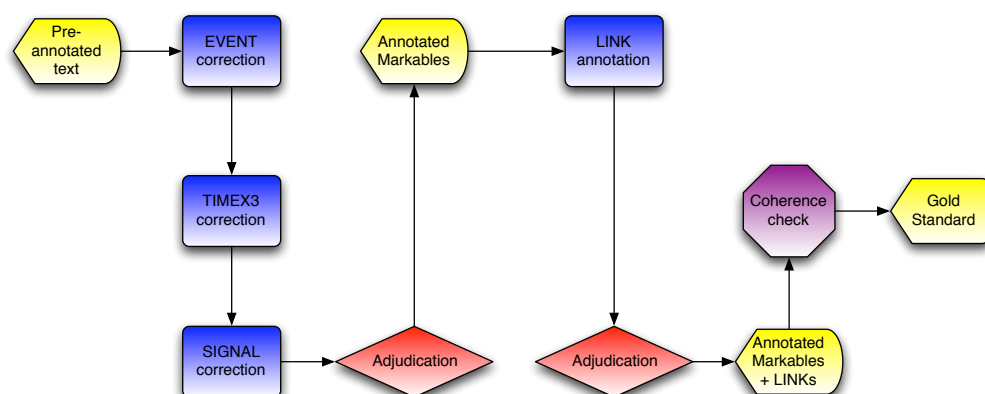 Pre-
annotated
text
EVENT
correction
TIMEX3
correction
SIGNAL
correction
Adjudication
Annotated
Markables
LINK
annotation
Adjudication
Annotated
Markables
+ LINKs
Coherence
check
Gold
Standard